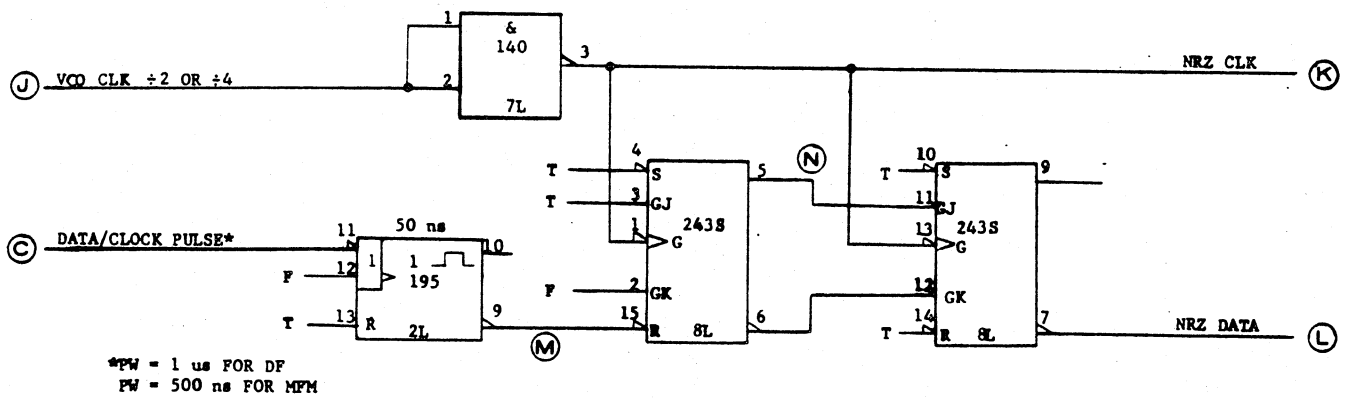 1
&
140
3
J
VCO CLK ÷2 OR ÷4
2
7L
NRZ CLK
K
4
T
S
5
N
10
T
S
9
T
3
GJ
11
GJ
50 ns
243S
243S
C
DATA/CLOCK PULSE*
11
10
1
G
13
G
F
12
1
1
195
F
2
GK
12
GK
T
13
R
9
2L
M
15
R
6
8L
T
14
R
7
8L
NRZ DATA
L
*PW = 1 us FOR DF
PW = 500 ns FOR MFM